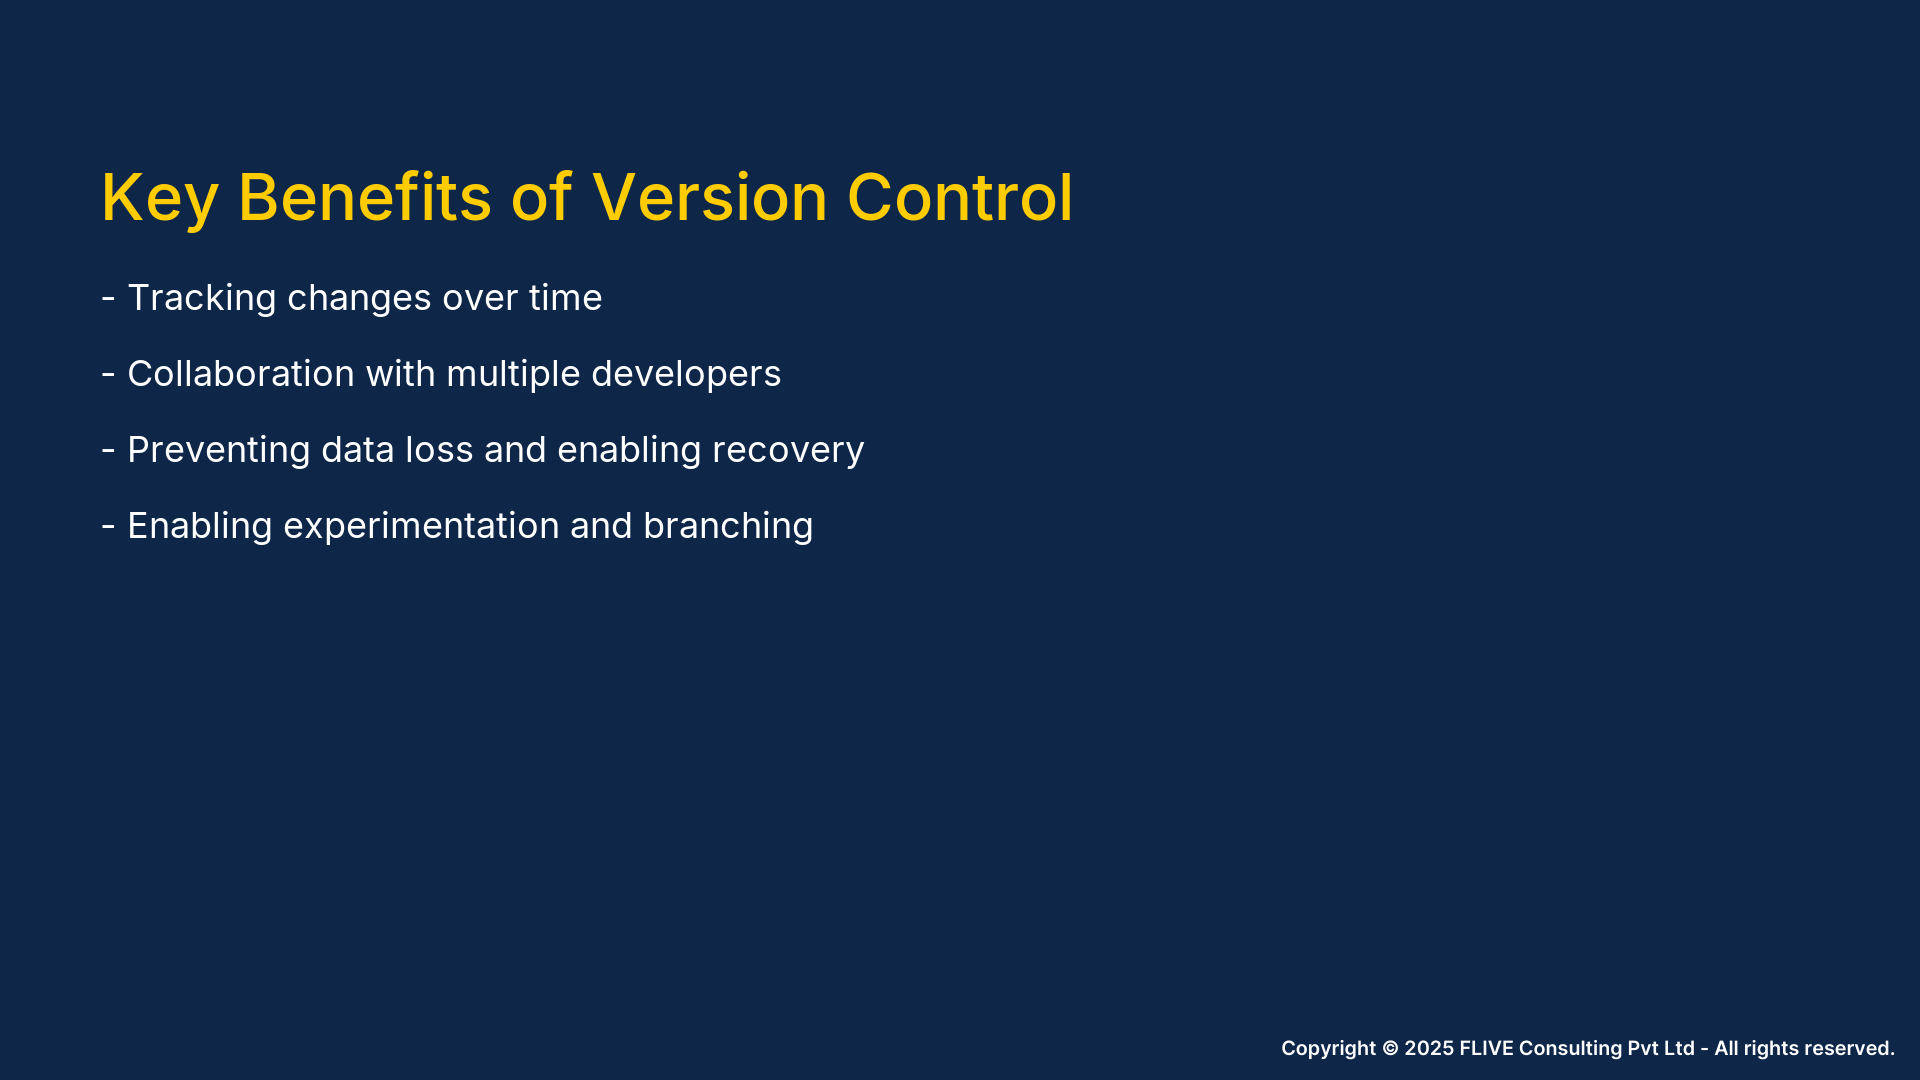 Key Benefits of Version Control
- Tracking changes over time
- Collaboration with multiple developers
- Preventing data loss and enabling recovery
- Enabling experimentation and branching
Copyright © 2025 FLIVE Consulting Pvt Ltd - All rights reserved.